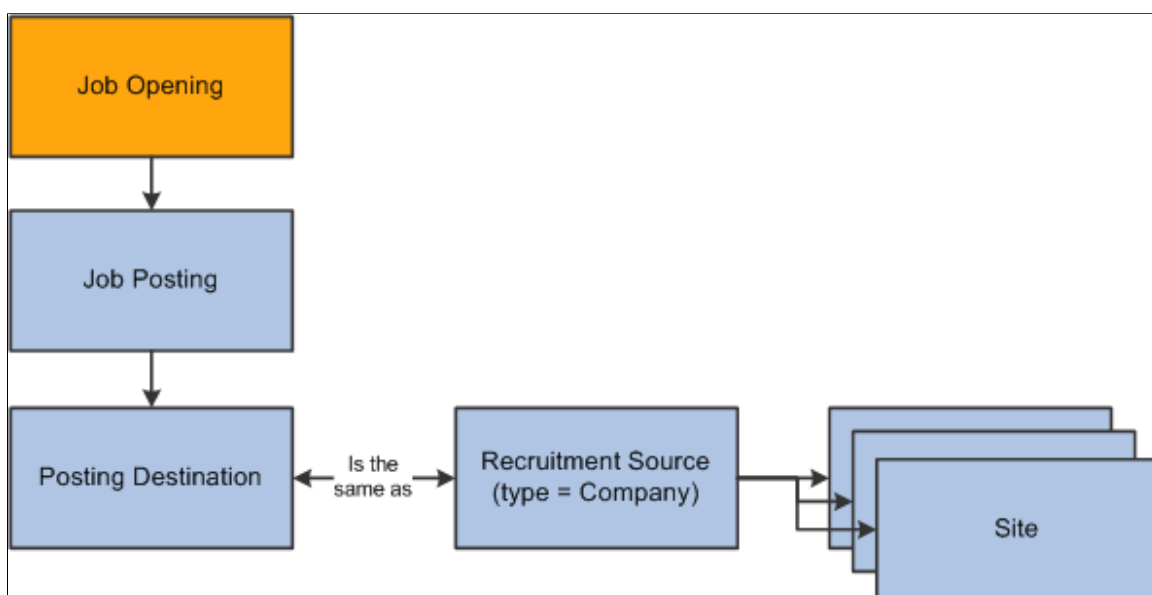 Job Opening
Job Posting
Posting Destination
Is the
same as
Recruitment Source
(type = Company)
Site